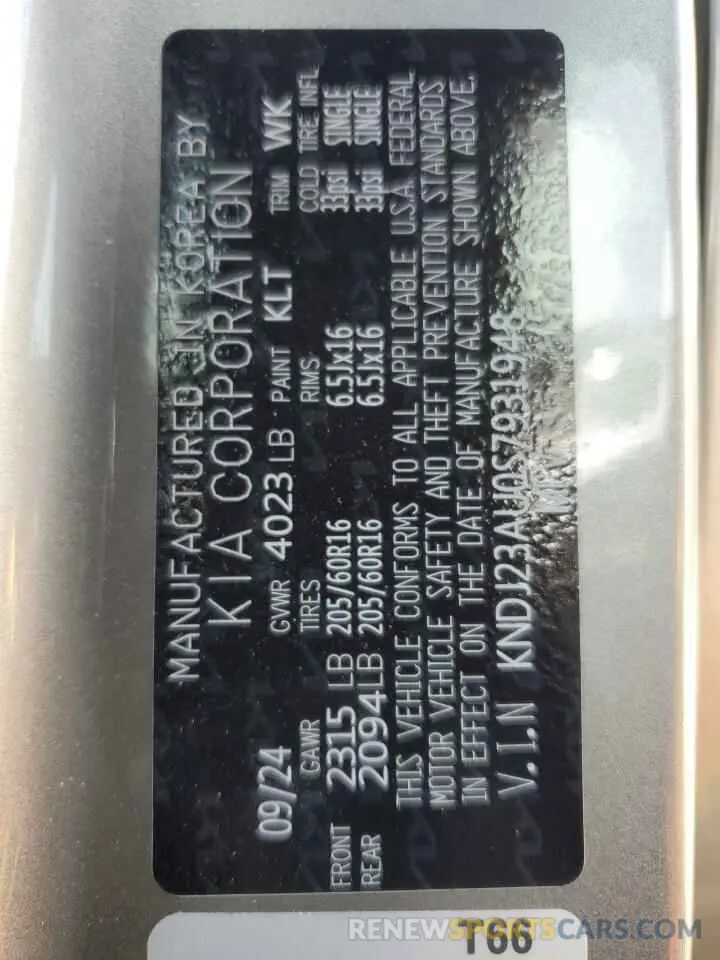 MANUFACTURED IN KOREA BY
KIA CORPORATION
09/24 GVWR 4023 LB PAINT KLT TRIM WK
GAWR TIRES RIMS COLD TIRE INFL
FRONT 2315 LB 205/60R16 6.5Jx16 33psi SINGLE
REAR 2094 LB 205/60R16 6.5Jx16 33psi SINGLE
THIS VEHICLE CONFORMS TO ALL APPLICABLE U.S.A. FEDERAL
MOTOR VEHICLE SAFETY AND THEFT PREVENTION STANDARDS
IN EFFECT ON THE DATE OF MANUFACTURE SHOWN ABOVE.
V.I.N KNDJ23AU0S7931948
T66
RENEWSPORTSCARS.COM